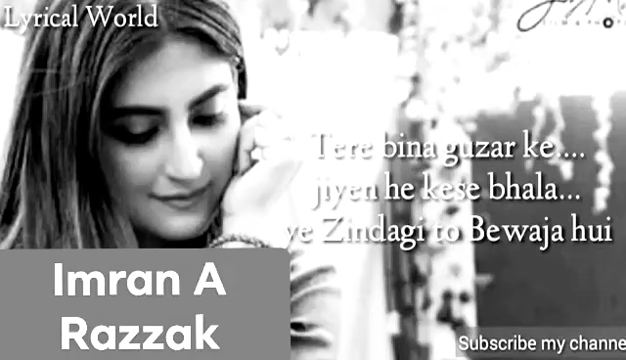 Lyrical World
Tere bina guzar ke....
jiyen he kese bhala...
ye Zindagi to Bewaja hui
Imran A
Razzak
Subscribe my channe